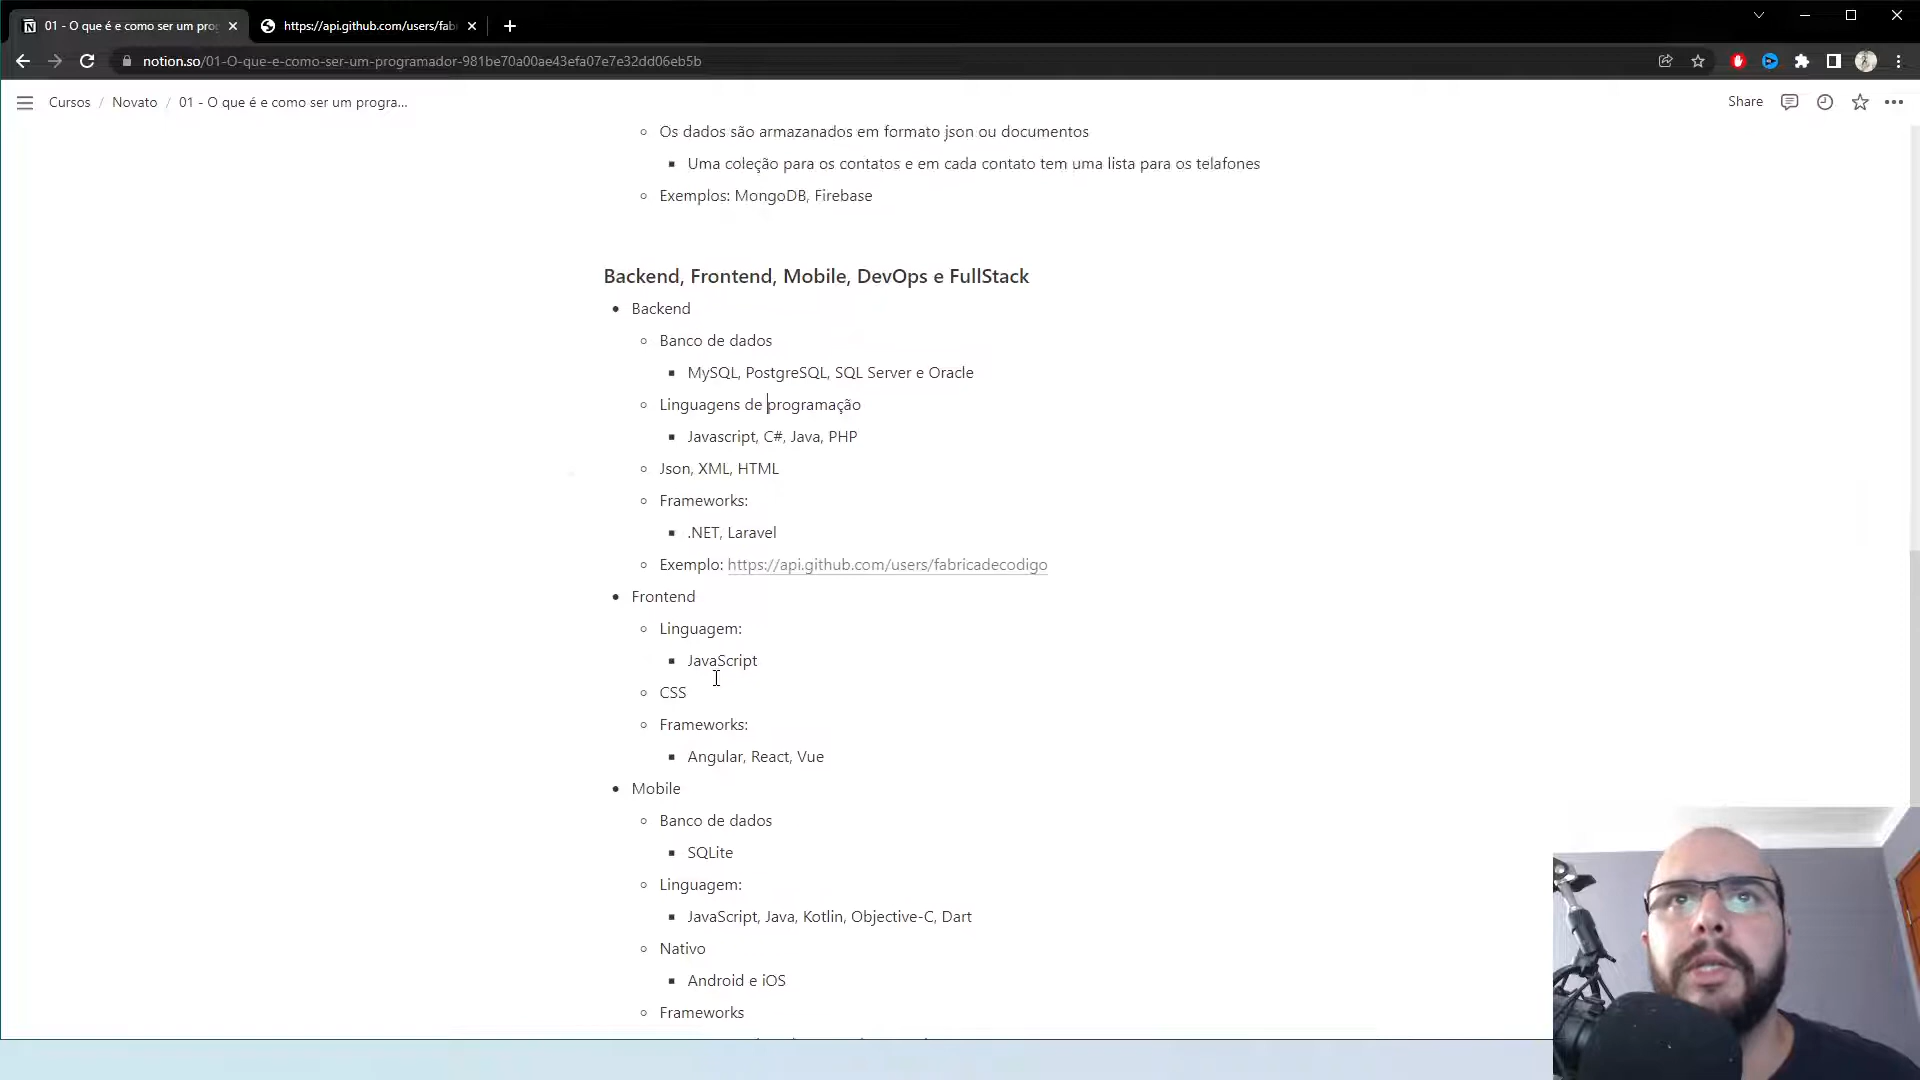 01 - O que é e como ser um pro
https://api.github.com/users/fab
notion.so/01-O-que-e-como-ser-um-programador-981be70a00ae43efa07e7e32dd06eb5b
Cursos / Novato / 01 - O que é e como ser um progra...
Share
Os dados são armazanados em formato json ou documentos
Uma coleção para os contatos e em cada contato tem uma lista para os telafones
Exemplos: MongoDB, Firebase
Backend, Frontend, Mobile, DevOps e FullStack
Backend
Banco de dados
MySQL, PostgreSQL, SQL Server e Oracle
Linguagens de programação
Javascript, C#, Java, PHP
Json, XML, HTML
Frameworks:
.NET, Laravel
Exemplo: https://api.github.com/users/fabricadecodigo
Frontend
Linguagem:
JavaScript
CSS
Frameworks:
Angular, React, Vue
Mobile
Banco de dados
SQLite
Linguagem:
JavaScript, Java, Kotlin, Objective-C, Dart
Nativo
Android e iOS
Frameworks